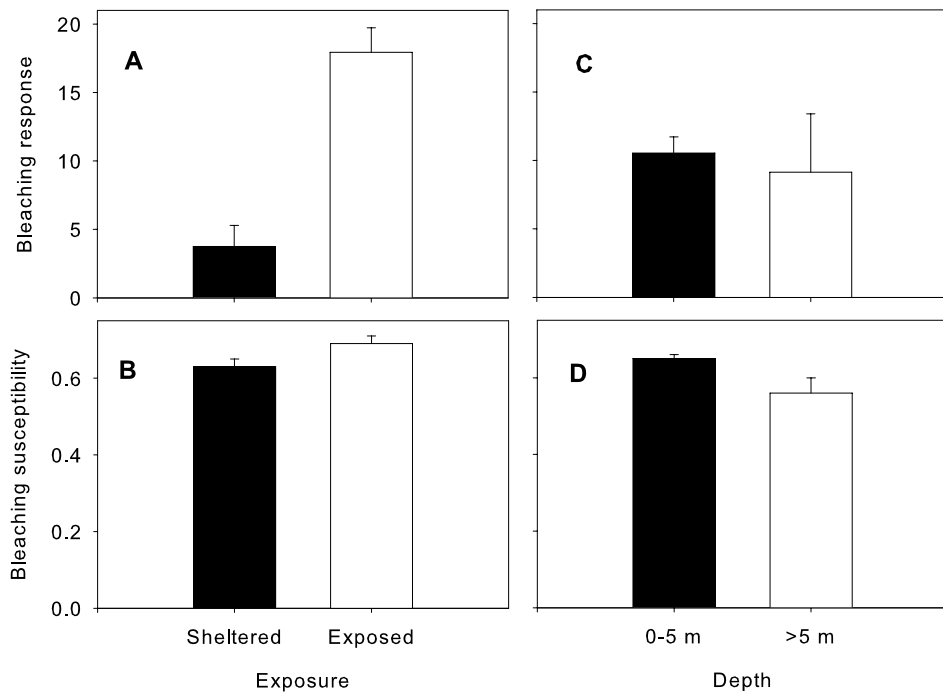 20
15
10
5
0
Bleaching response
A
C
0.6
0.4
0.2
0.0
Bleaching susceptibility
B
D
Sheltered Exposed
0-5 m >5 m
Exposure
Depth